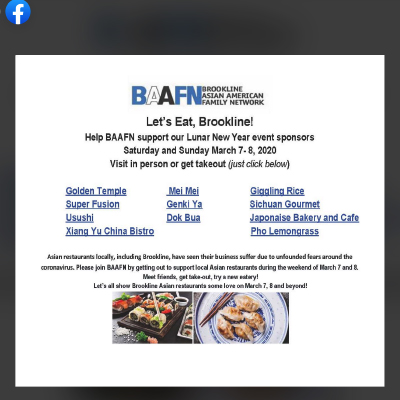 BAAFN BROOKLINE
ASIAN AMERICAN
FAMILY NETWORK
Let's Eat, Brookline!
Help BAAFN support our Lunar New Year event sponsors
Saturday and Sunday March 7- 8, 2020
Visit in person or get takeout (just click below)
Golden Temple Mei Mei Giggling Rice
Super Fusion Genki Ya Sichuan Gourmet
Usushi Dok Bua Japonaise Bakery and Cafe
Xiang Yu China Bistro Pho Lemongrass
Asian restaurants locally, including Brookline, have seen their business suffer due to unfounded fears around the
coronavirus. Please join BAAFN by getting out to support local Asian restaurants during the weekend of March 7 and 8.
Meet friends, get take-out, try a new eatery!
Let's all show Brookline Asian restaurants some love on March 7, 8 and beyond!